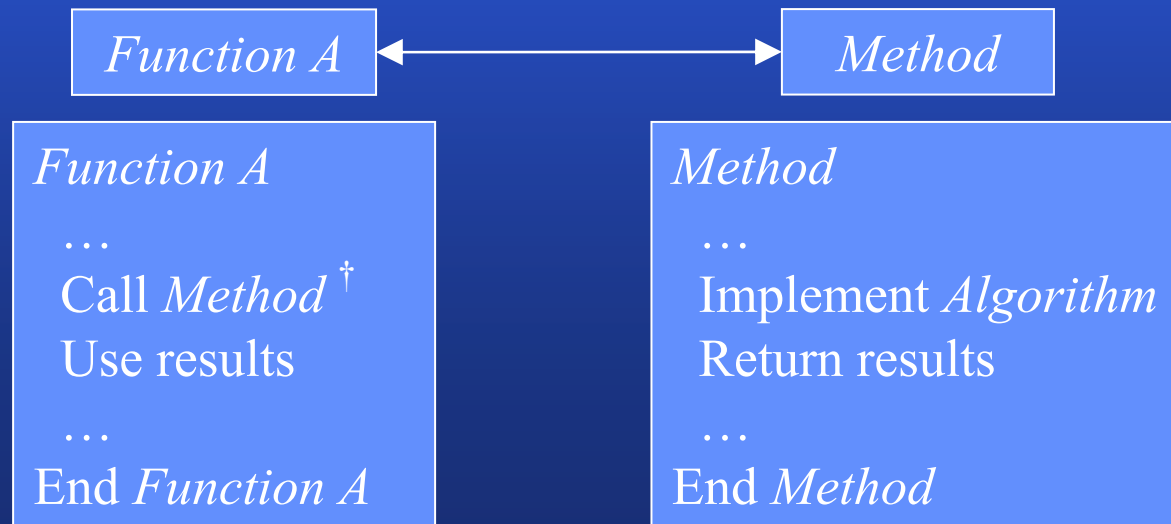 Function A
Method
Function A
…
Call Method †
Use results
…
End Function A
Method
…
Implement Algorithm
Return results
…
End Method